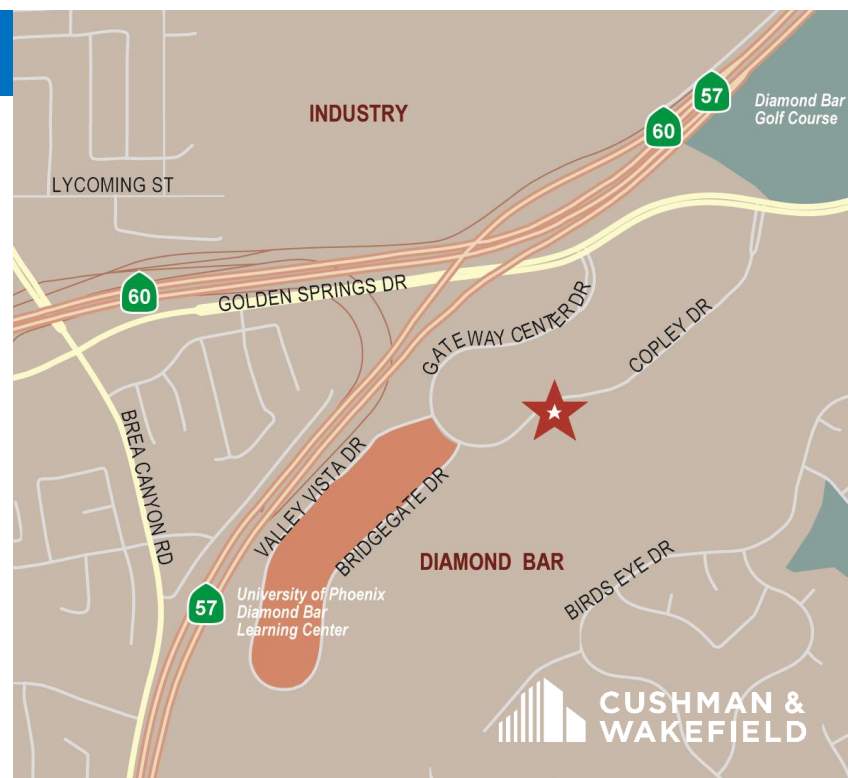 INDUSTRY
57
60
Diamond Bar
Golf Course
LYCOMING ST
60
GOLDEN SPRINGS DR
GATEWAY CENTER DR
COPLEY DR
BREA CANYON RD
VALLEY VISTA DR
BRIDGEGATE DR
DIAMOND BAR
BIRDS EYE DR
57
University of Phoenix
Diamond Bar
Learning Center
CUSHMAN &
WAKEFIELD